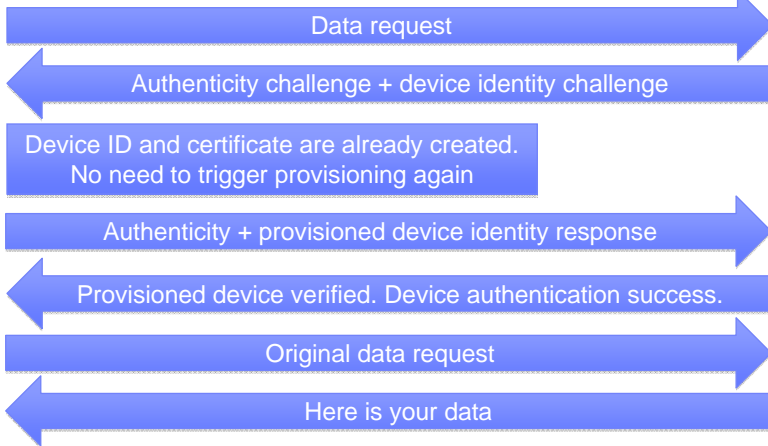 Data request
Authenticity challenge + device identity challenge
Device ID and certificate are already created.
No need to trigger provisioning again
Authenticity + provisioned device identity response
Provisioned device verified. Device authentication success.
Original data request
Here is your data